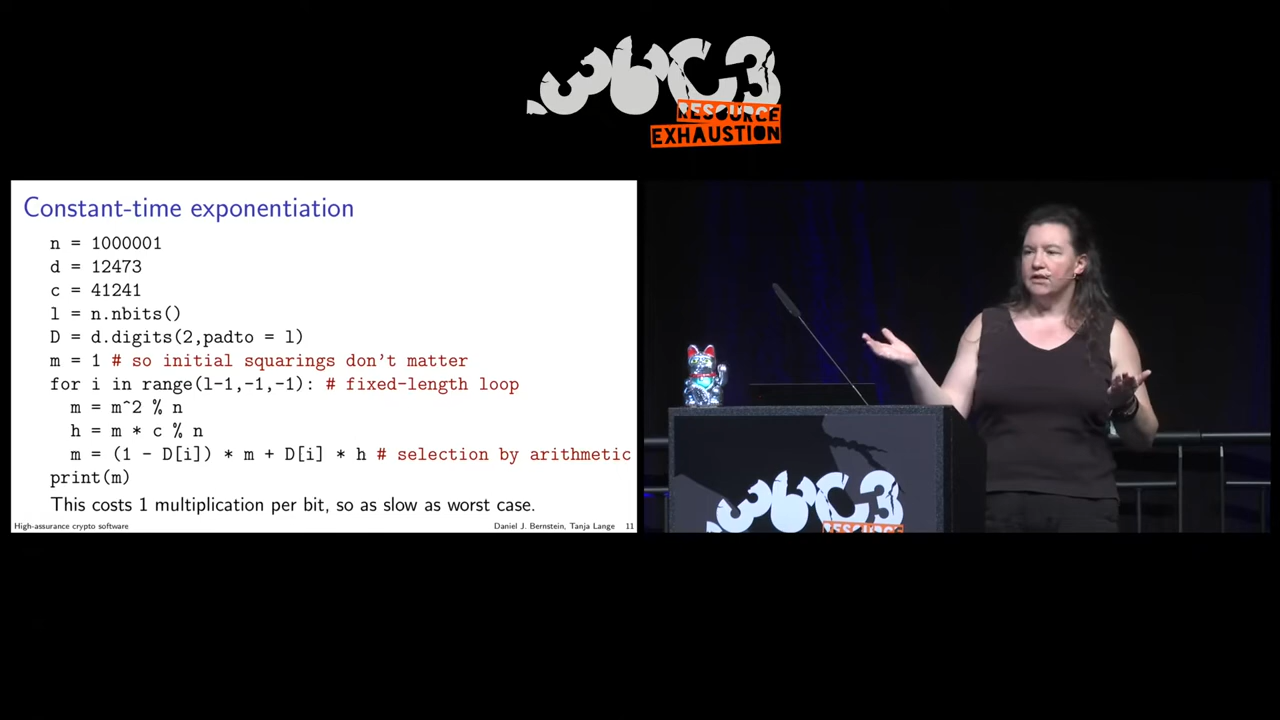 36C3
RESOURCE
EXHAUSTION
Constant-time exponentiation
n = 1000001
d = 12473
c = 41241
l = n.nbits()
D = d.digits(2,padto = l)
m = 1 # so initial squarings don't matter
for i in range(l-1,-1,-1): # fixed-length loop
m = m^2 % n
h = m * c % n
m = (1 - D[i]) * m + D[i] * h # selection by arithmetic
print(m)
This costs 1 multiplication per bit, so as slow as worst case.
High-assurance crypto software Daniel J. Bernstein, Tanja Lange 11
36C3
RESOURCE